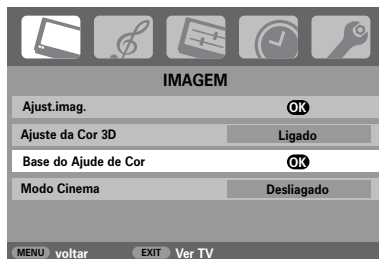 IMAGEM
Ajust.imag. OK
Ajuste da Cor 3D Ligado
Base do Ajude de Cor OK
Modo Cinema Desliagado
MENU voltar EXIT Ver TV